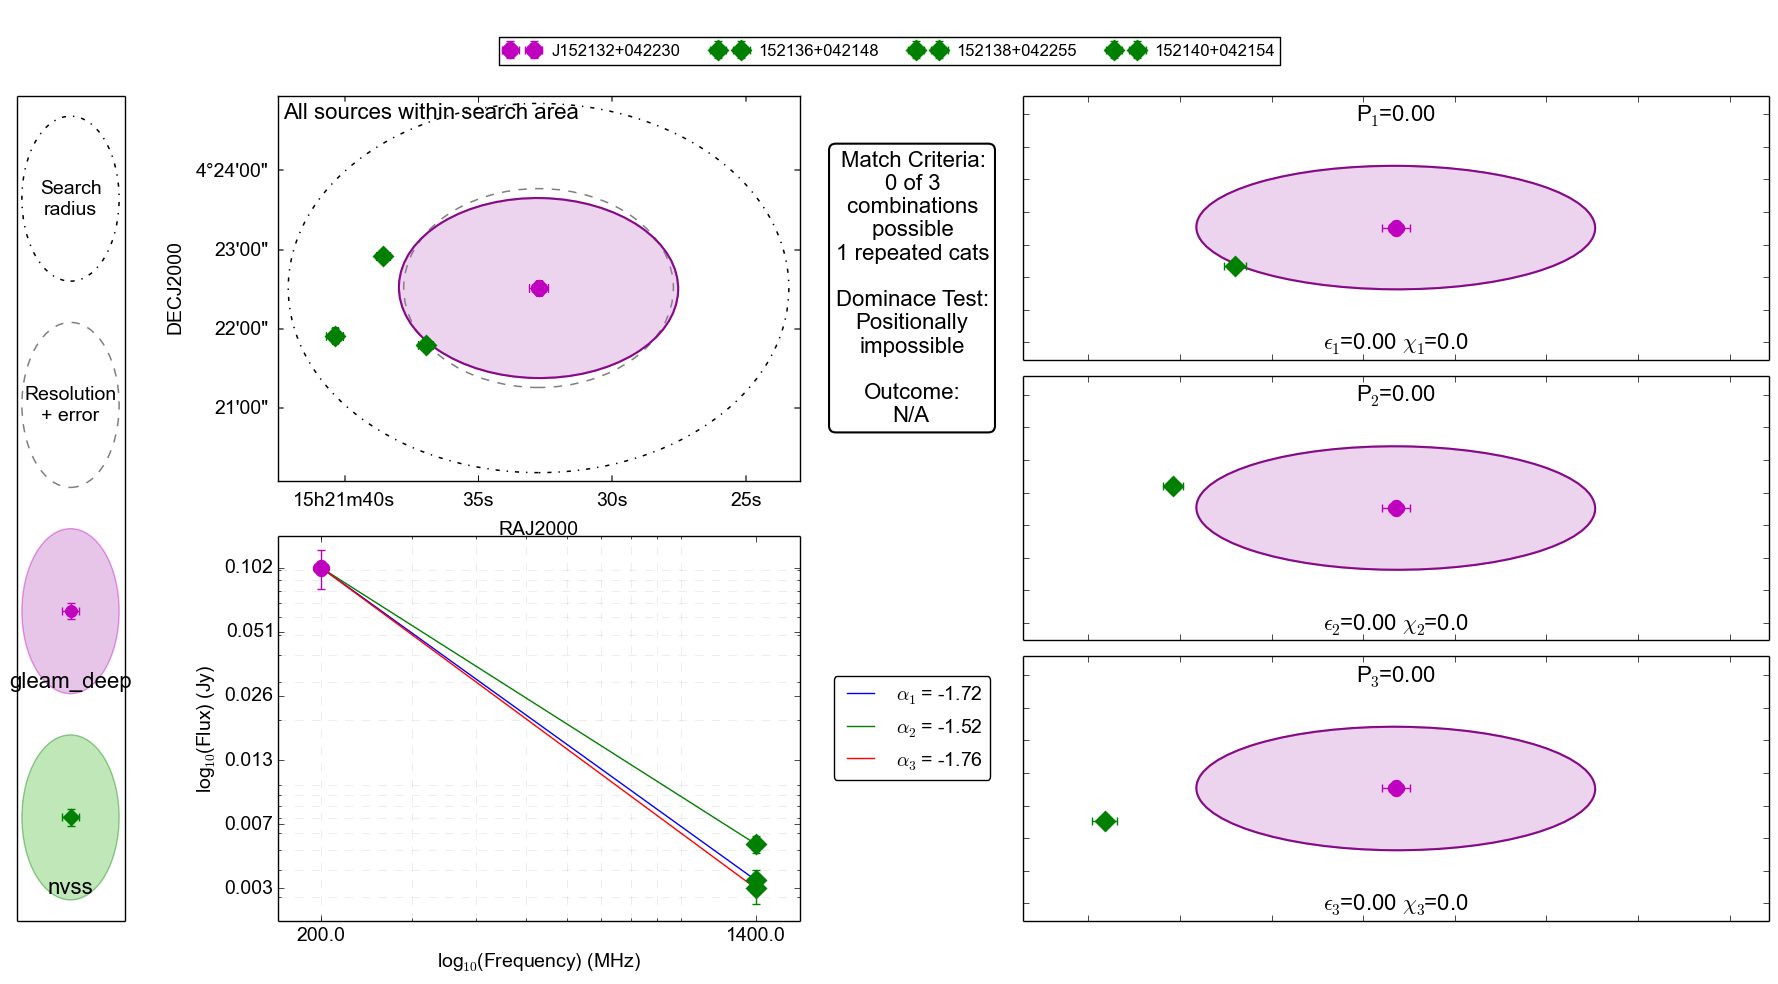 J152132+042230
152136+042148
152138+042255
152140+042154
Search
radius
Resolution
+ error
gleam_deep
nvss
All sources within search area
DECJ2000
4°24'00"
23'00"
22'00"
21'00"
15h21m40s
35s
30s
25s
RAJ2000
log₁₀(Flux) (Jy)
0.102
0.051
0.026
0.013
0.007
0.003
200.0
1400.0
log₁₀(Frequency) (MHz)
Match Criteria:
0 of 3
combinations
possible
1 repeated cats
Dominace Test:
Positionally
impossible
Outcome:
N/A
α₁ = -1.72
α₂ = -1.52
α₃ = -1.76
P₁=0.00
ϵ₁=0.00 χ₁=0.0
P₂=0.00
ϵ₂=0.00 χ₂=0.0
P₃=0.00
ϵ₃=0.00 χ₃=0.0